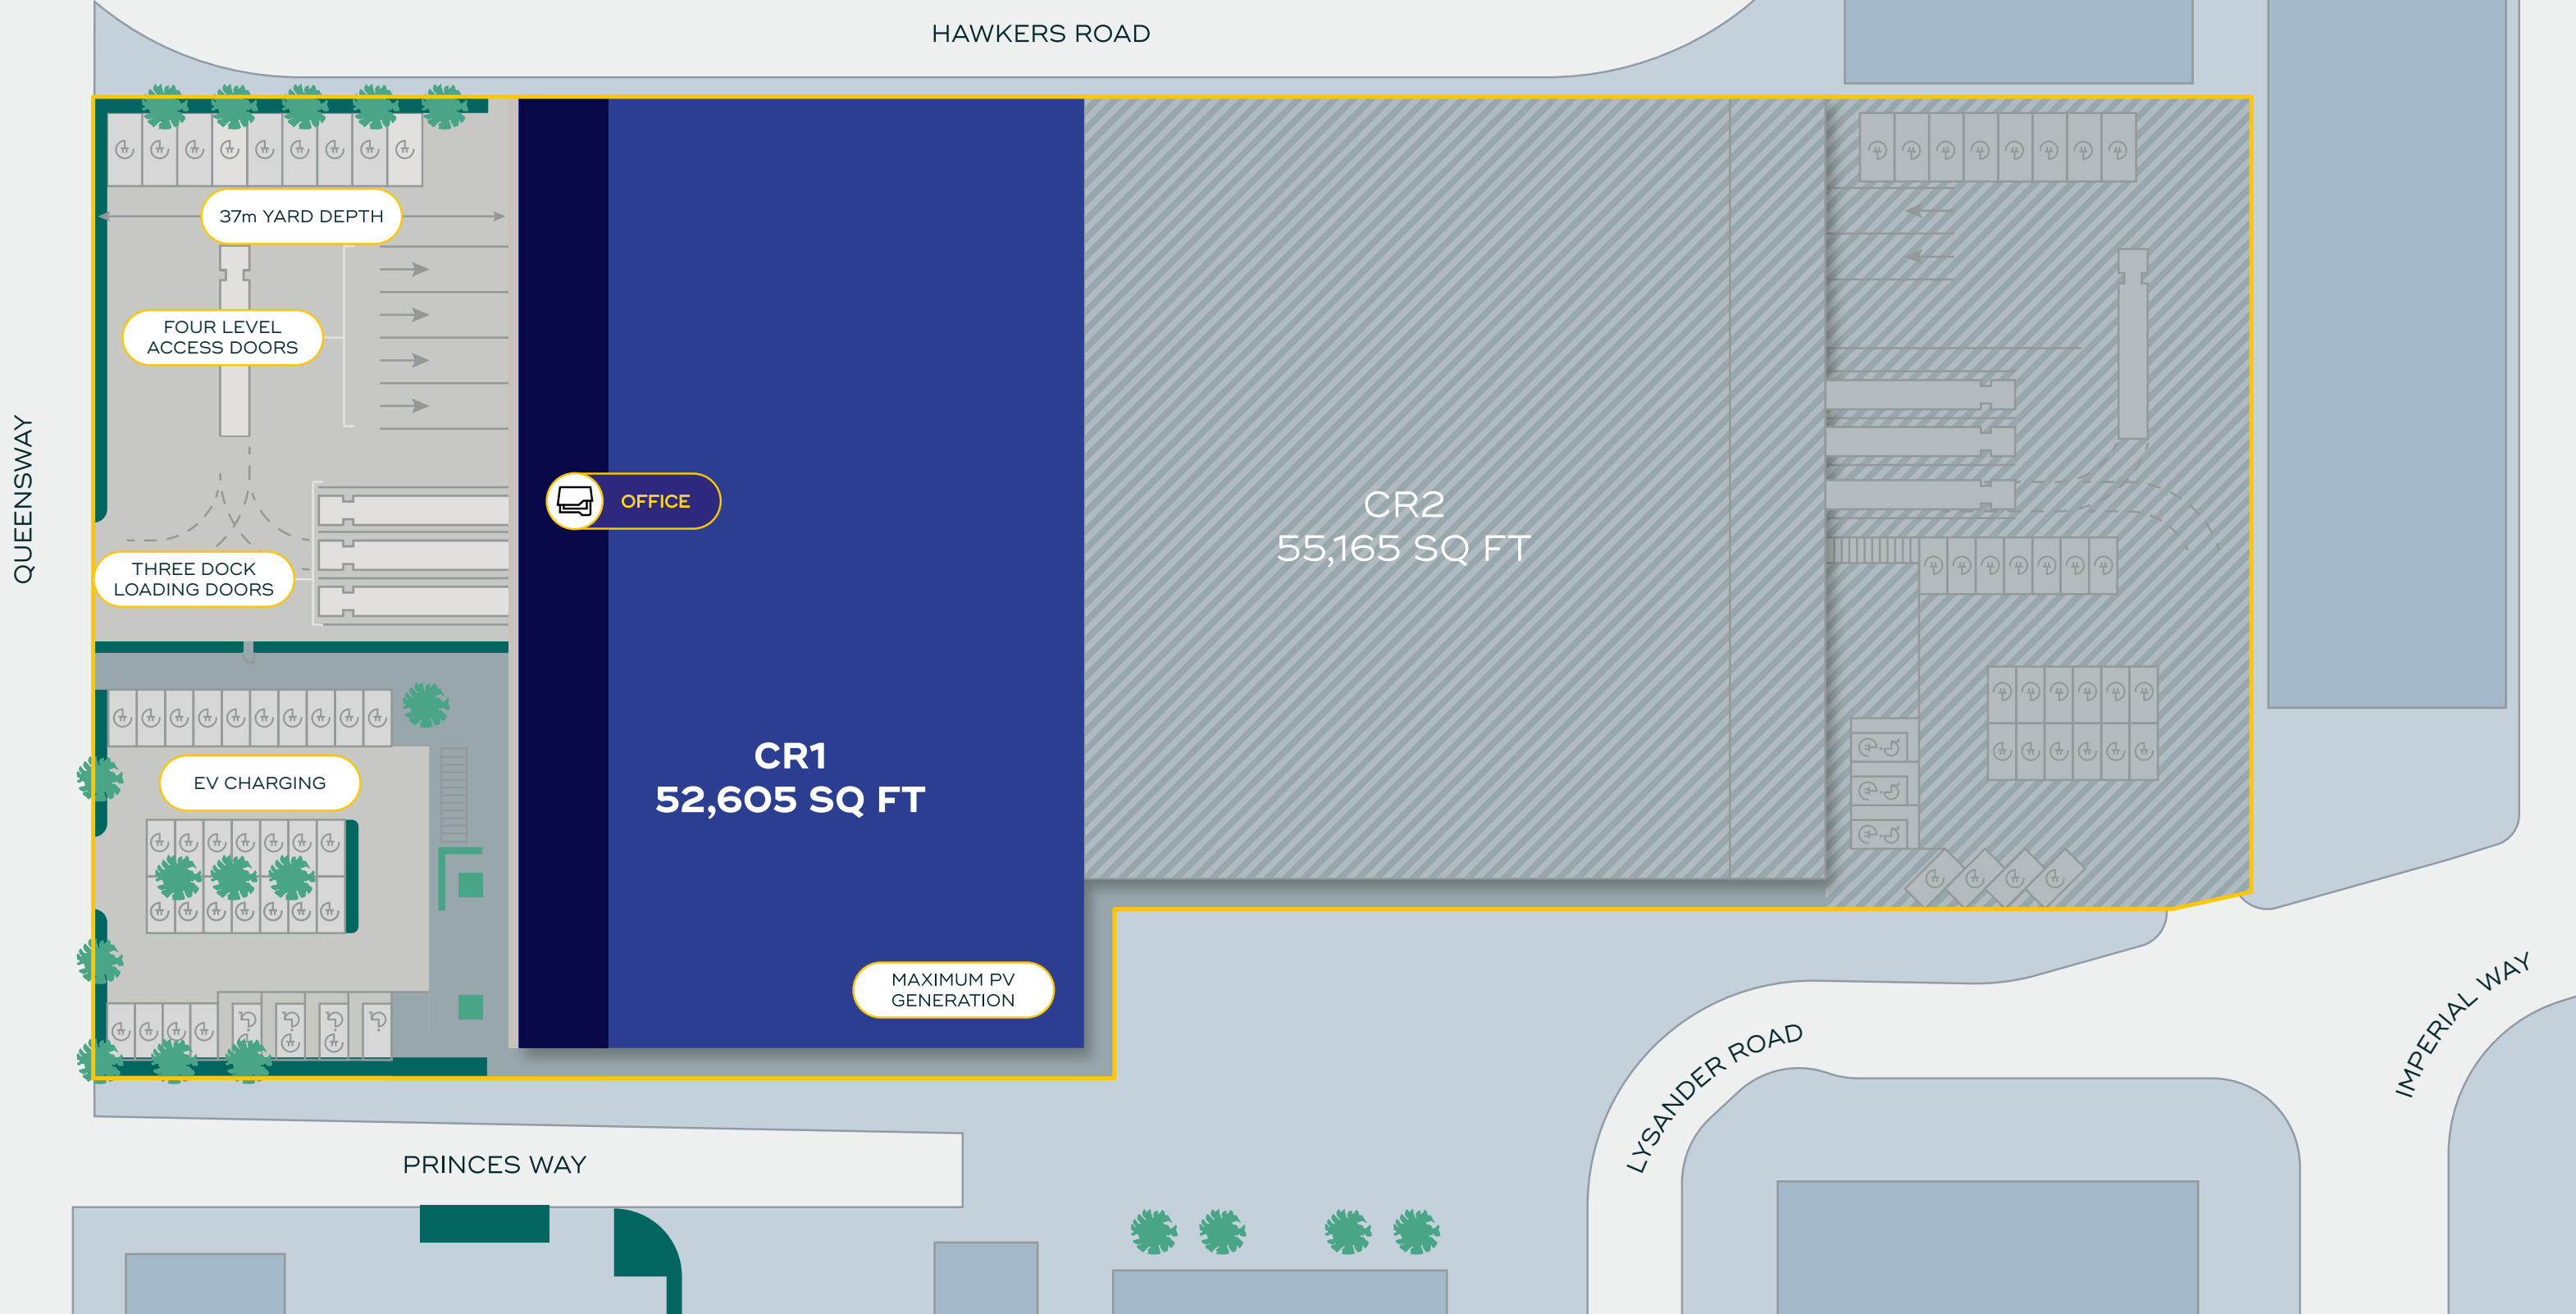 HAWKERS ROAD
37m YARD DEPTH
FOUR LEVEL
ACCESS DOORS
QUEENSWAY
OFFICE
CR2
55,165 SQ FT
THREE DOCK
LOADING DOORS
CR1
52,605 SQ FT
EV CHARGING
MAXIMUM PV
GENERATION
LYSANDER ROAD
IMPERIAL WAY
PRINCES WAY